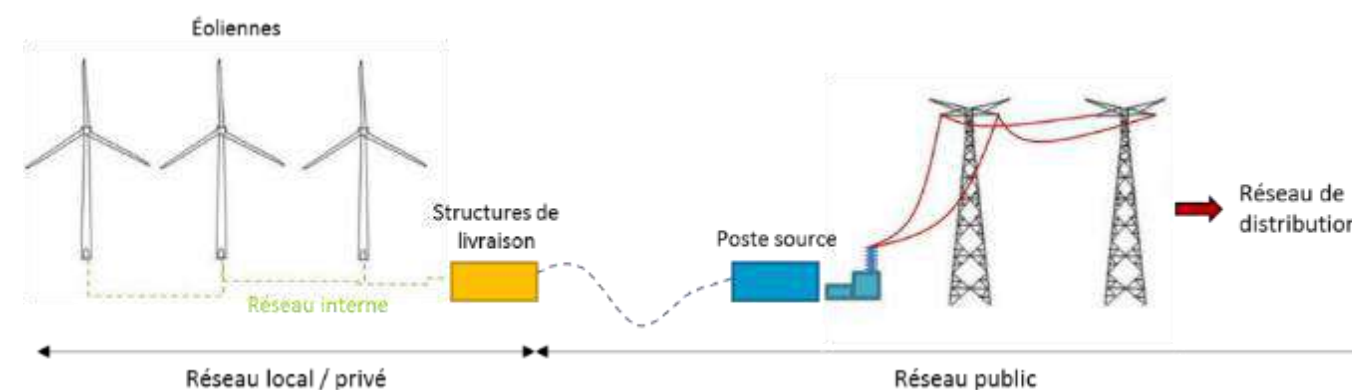 Éoliennes
Structures de
livraison
Poste source
Réseau de
distribution
Réseau interne
Réseau local / privé
Réseau public